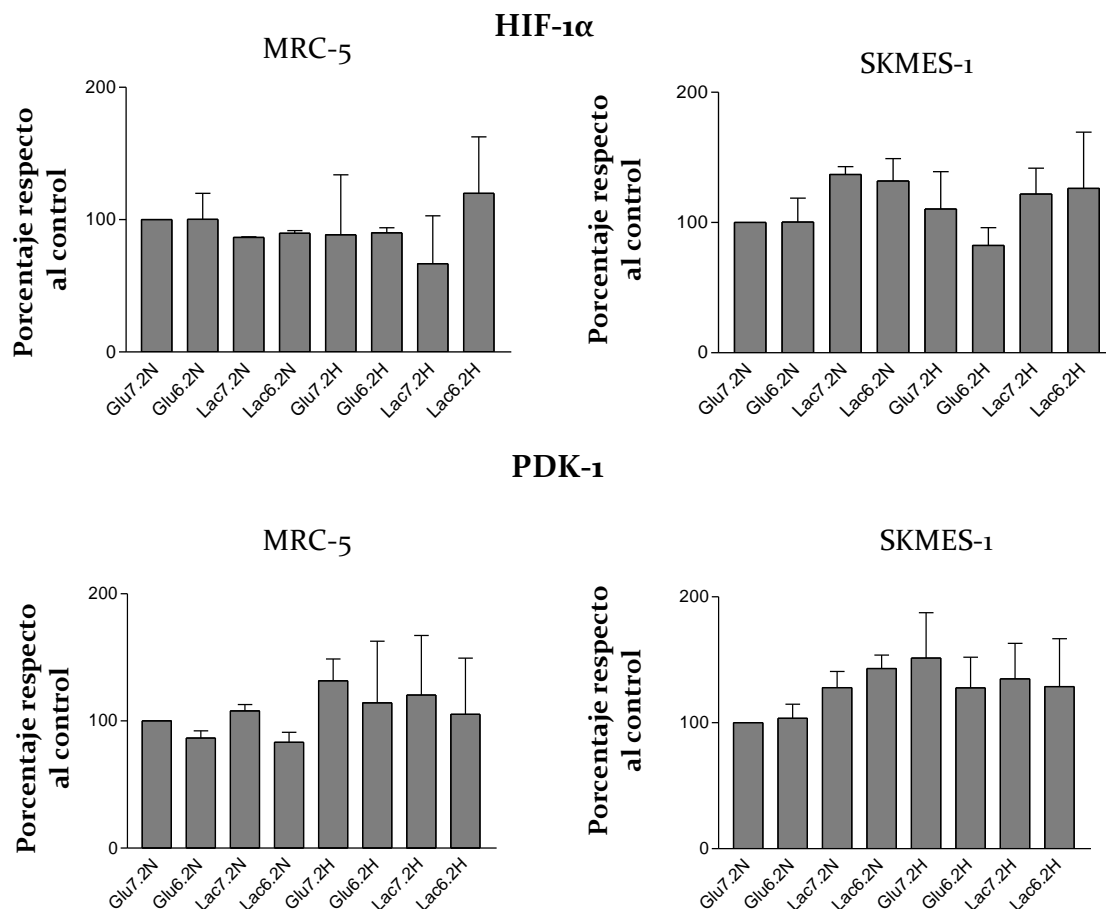 HIF-1α
MRC-5
Porcentaje respecto
al control
200
100
0
Glu7.2N
Glu6.2N
Lac7.2N
Lac6.2N
Glu7.2H
Glu6.2H
Lac7.2H
Lac6.2H
SKMES-1
Porcentaje respecto
al control
200
100
0
Glu7.2N
Glu6.2N
Lac7.2N
Lac6.2N
Glu7.2H
Glu6.2H
Lac7.2H
Lac6.2H
PDK-1
MRC-5
Porcentaje respecto
al control
200
100
0
Glu7.2N
Glu6.2N
Lac7.2N
Lac6.2N
Glu7.2H
Glu6.2H
Lac7.2H
Lac6.2H
SKMES-1
Porcentaje respecto
al control
200
100
0
Glu7.2N
Glu6.2N
Lac7.2N
Lac6.2N
Glu7.2H
Glu6.2H
Lac7.2H
Lac6.2H